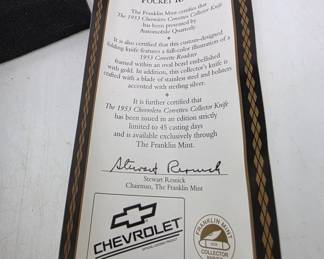 POCKET
The Franklin Mint certifies that
The 1953 Chevrolet Corvette Collector Knife
has been presented by
Automobile Quarterly.
It is also certified that this custom-designed
folding knife features a full-color illustration of a
1953 Corvette Roadster
framed within an oval bezel embellished
with gold. In addition, this collector's knife is
crafted with a blade of stainless steel and bolsters
accented with sterling silver.
It is further certified that
The 1953 Chevrolet Corvette Collector Knife
has been issued in an edition strictly
limited to 45 casting days
and is available exclusively through
The Franklin Mint.
Stewart Resnick
Stewart Resnick
Chairman, The Franklin Mint
CHEVROLET
FRANKLIN MINT
COLLECTOR